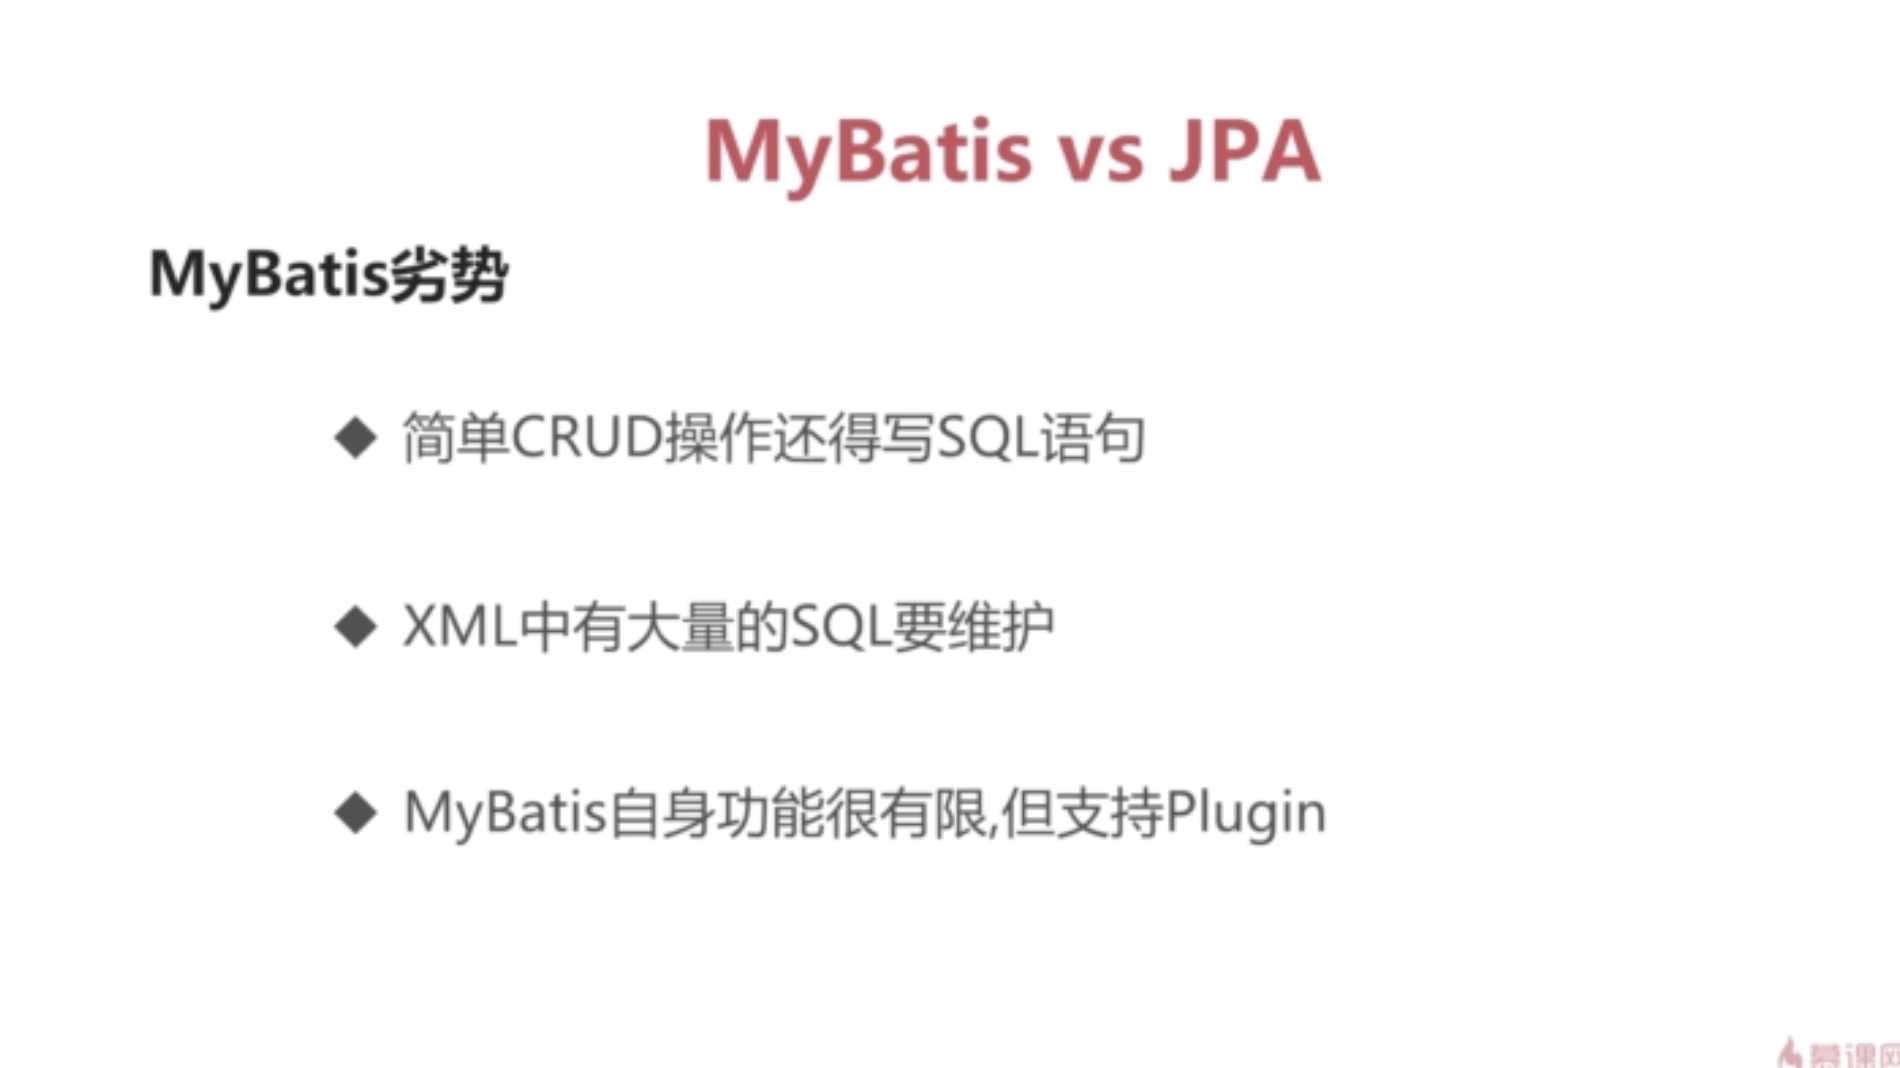 MyBatis vs JPA
MyBatis劣势
◆ 简单CRUD操作还得写SQL语句
◆ XML中有大量的SQL要维护
◆ MyBatis自身功能很有限,但支持Plugin
慕课网